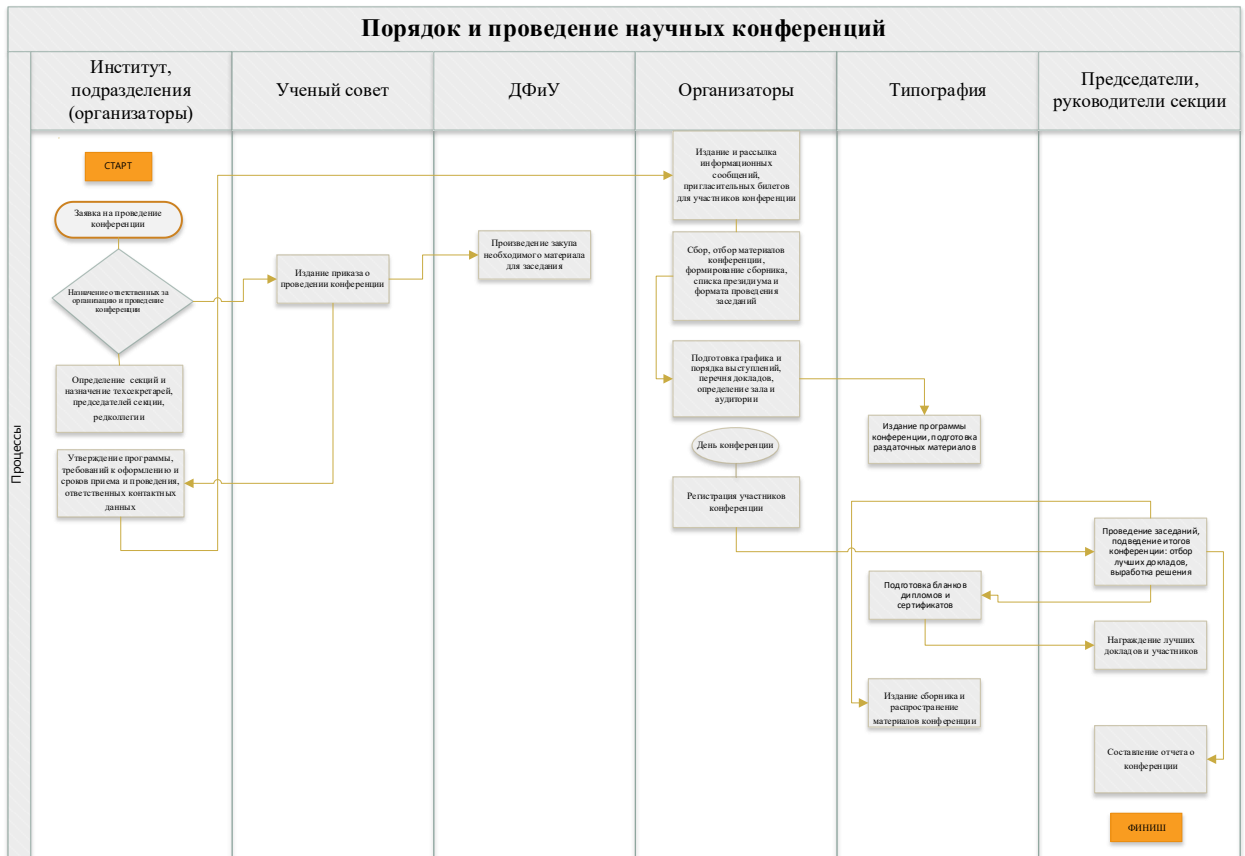 Порядок и проведение научных конференций
Институт,
подразделения
(организаторы)
Ученый совет
ДФиУ
Организаторы
Типография
Председатели,
руководители секции
Процессы
СТАРТ
Заявка на проведение
конференции
Назначение ответственных за
организацию и проведение
конференции
Определение секций и
назначение техсекретарей,
председателей секции,
редколлегии
Утверждение программы,
требований к оформлению и
сроков приема и проведения,
ответственных контактных
данных
Издание приказа о
проведении конференции
Произведение закупа
необходимого материала
для заседания
Издание и рассылка
информационных
сообщений,
пригласительных билетов
для участников конференции
Сбор, отбор материалов
конференции,
формирование сборника,
списка президиума и
формата проведения
заседаний
Подготовка графика и
порядка выступлений,
перечня докладов,
определение зала и
аудитории
День конференции
Регистрация участников
конференции
Издание программы
конференции, подготовка
раздаточных материалов
Проведение заседаний,
подведение итогов
конференции: отбор
лучших докладов,
выработка решения
Подготовка бланков
дипломов и
сертификатов
Награждение лучших
докладов и участников
Издание сборника и
распространение
материалов конференции
Составление отчета о
конференции
ФИНИШ